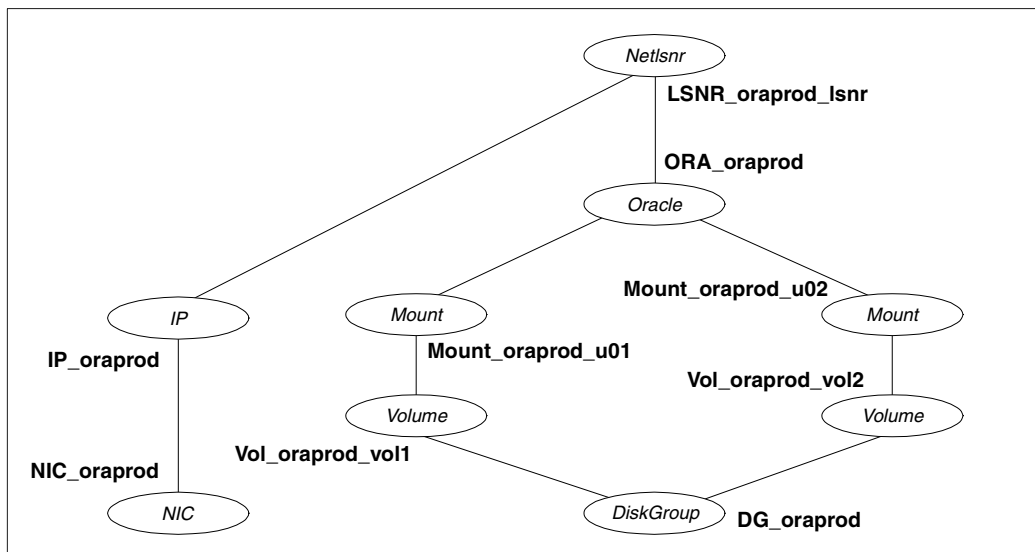 Netlsnr
LSNR_oraprod_lsnr
ORA_oraprod
Oracle
Mount_oraprod_u02
IP
Mount
Mount
IP_oraprod
Mount_oraprod_u01
Vol_oraprod_vol2
Volume
Volume
Vol_oraprod_vol1
NIC_oraprod
NIC
DiskGroup
DG_oraprod